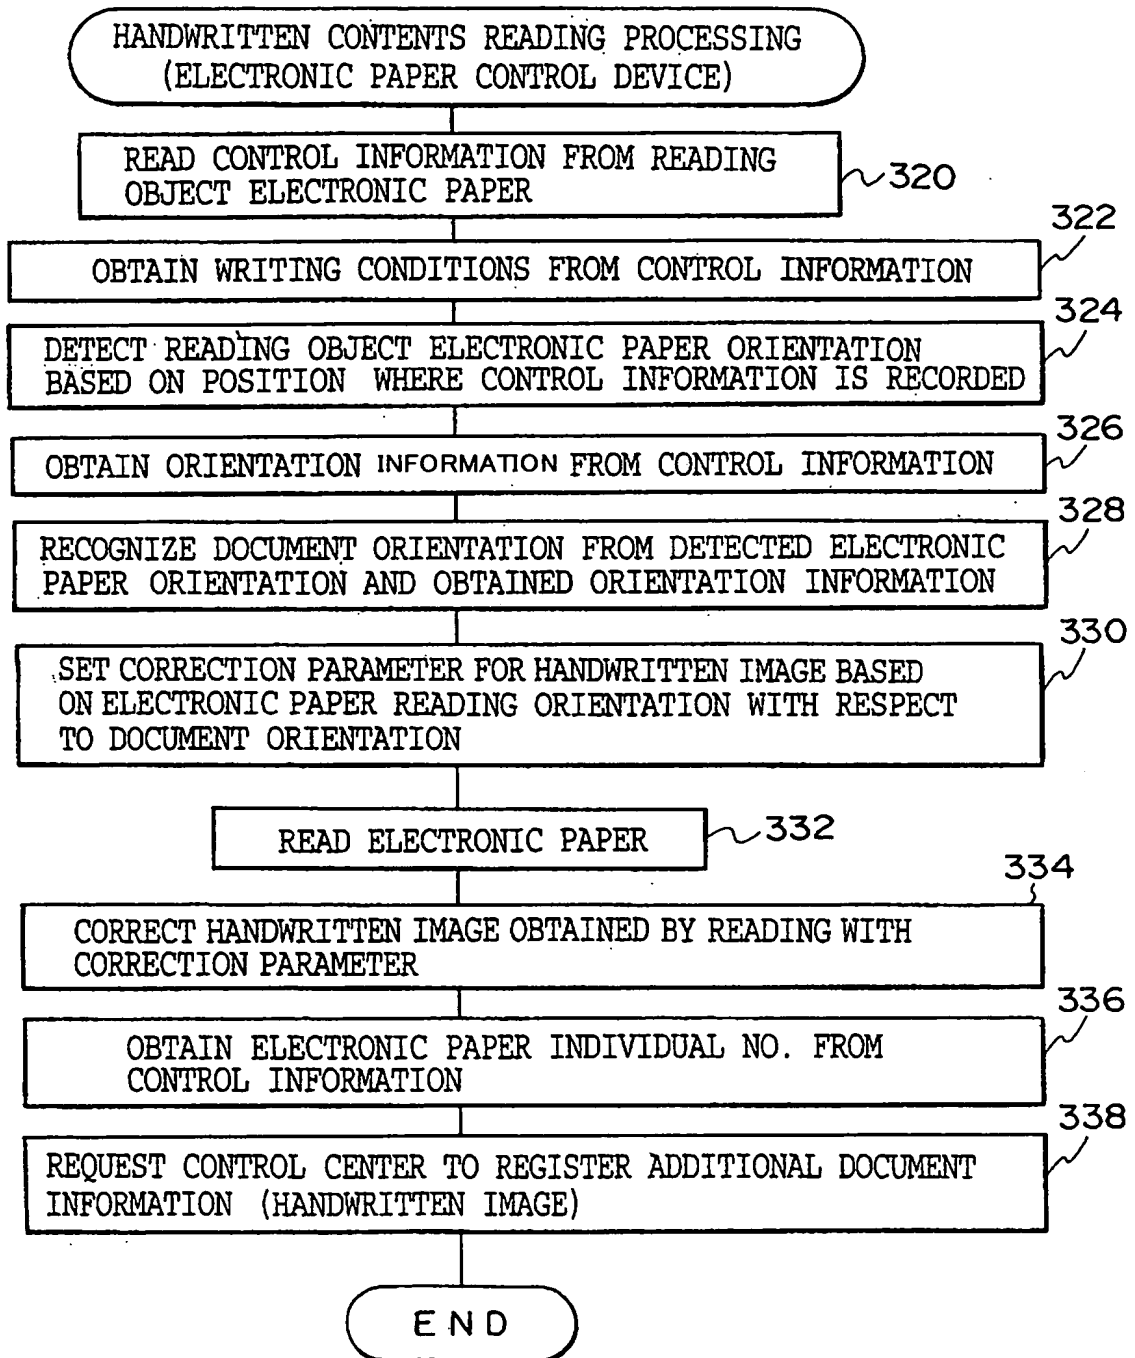 HANDWRITTEN CONTENTS READING PROCESSING
(ELECTRONIC PAPER CONTROL DEVICE)
READ CONTROL INFORMATION FROM READING
OBJECT ELECTRONIC PAPER
320
322
OBTAIN WRITING CONDITIONS FROM CONTROL INFORMATION
324
DETECT READING OBJECT ELECTRONIC PAPER ORIENTATION
BASED ON POSITION WHERE CONTROL INFORMATION IS RECORDED
326
OBTAIN ORIENTATION INFORMATION FROM CONTROL INFORMATION
328
RECOGNIZE DOCUMENT ORIENTATION FROM DETECTED ELECTRONIC
PAPER ORIENTATION AND OBTAINED ORIENTATION INFORMATION
330
SET CORRECTION PARAMETER FOR HANDWRITTEN IMAGE BASED
ON ELECTRONIC PAPER READING ORIENTATION WITH RESPECT
TO DOCUMENT ORIENTATION
READ ELECTRONIC PAPER
332
334
CORRECT HANDWRITTEN IMAGE OBTAINED BY READING WITH
CORRECTION PARAMETER
336
OBTAIN ELECTRONIC PAPER INDIVIDUAL NO. FROM
CONTROL INFORMATION
338
REQUEST CONTROL CENTER TO REGISTER ADDITIONAL DOCUMENT
INFORMATION (HANDWRITTEN IMAGE)
END